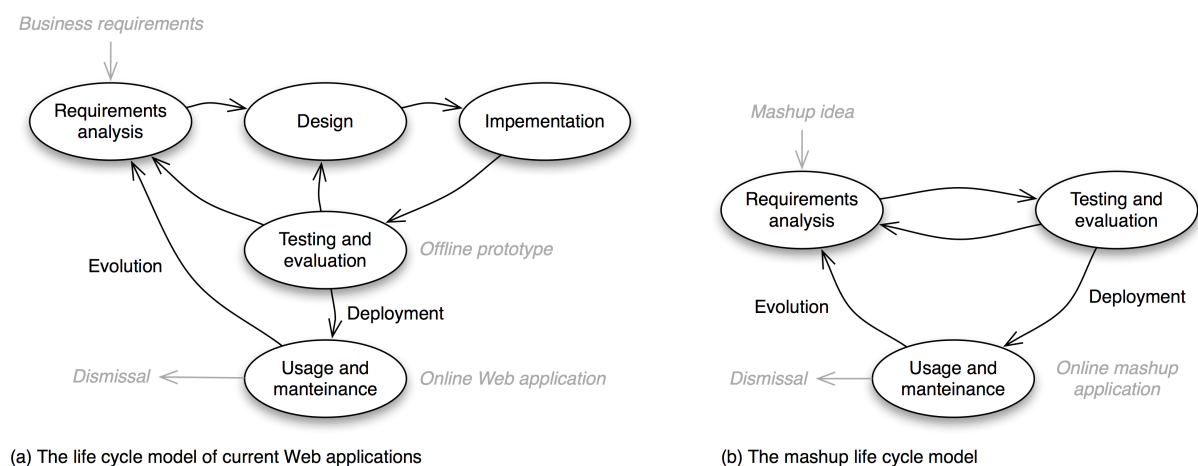 Business requirements
Requirements
analysis
Design
Impementation
Testing and
evaluation
Offline prototype
Evolution
Deployment
Usage and
manteinance
Dismissal
Online Web application
(a) The life cycle model of current Web applications
Mashup idea
Requirements
analysis
Testing and
evaluation
Evolution
Deployment
Usage and
manteinance
Dismissal
Online mashup
application
(b) The mashup life cycle model